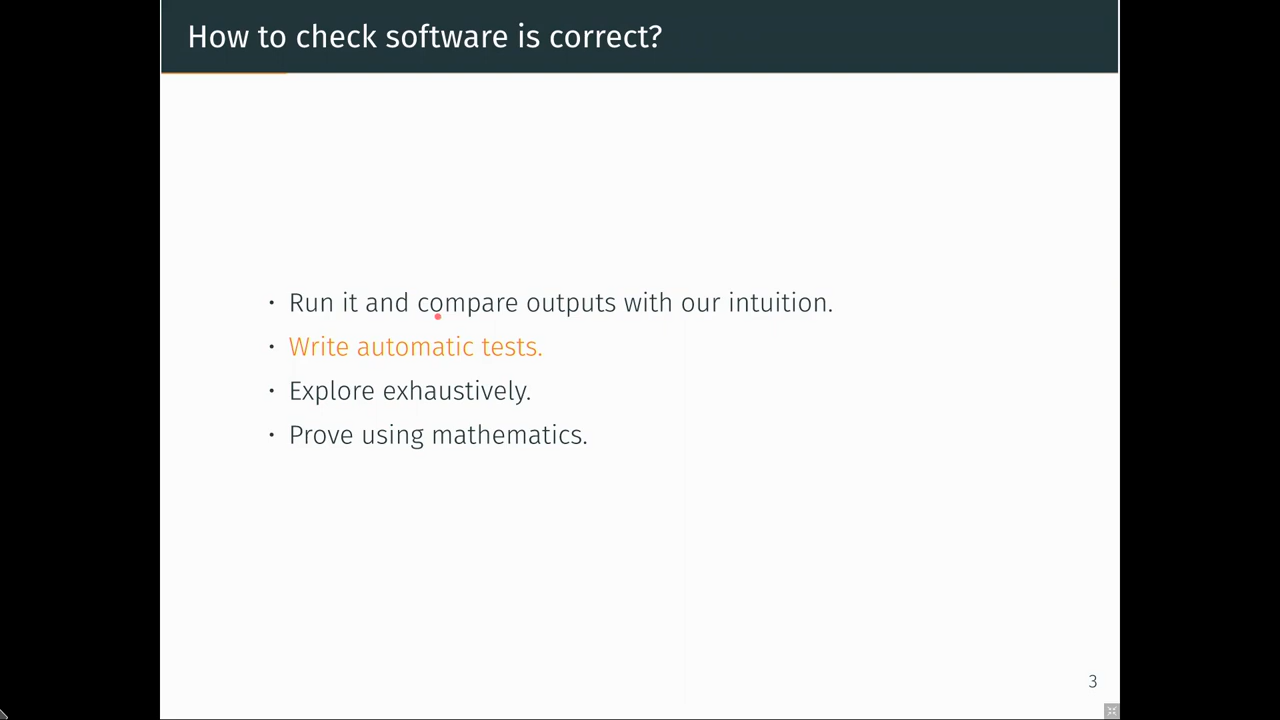 How to check software is correct?
• Run it and compare outputs with our intuition.
• Write automatic tests.
• Explore exhaustively.
• Prove using mathematics.
3